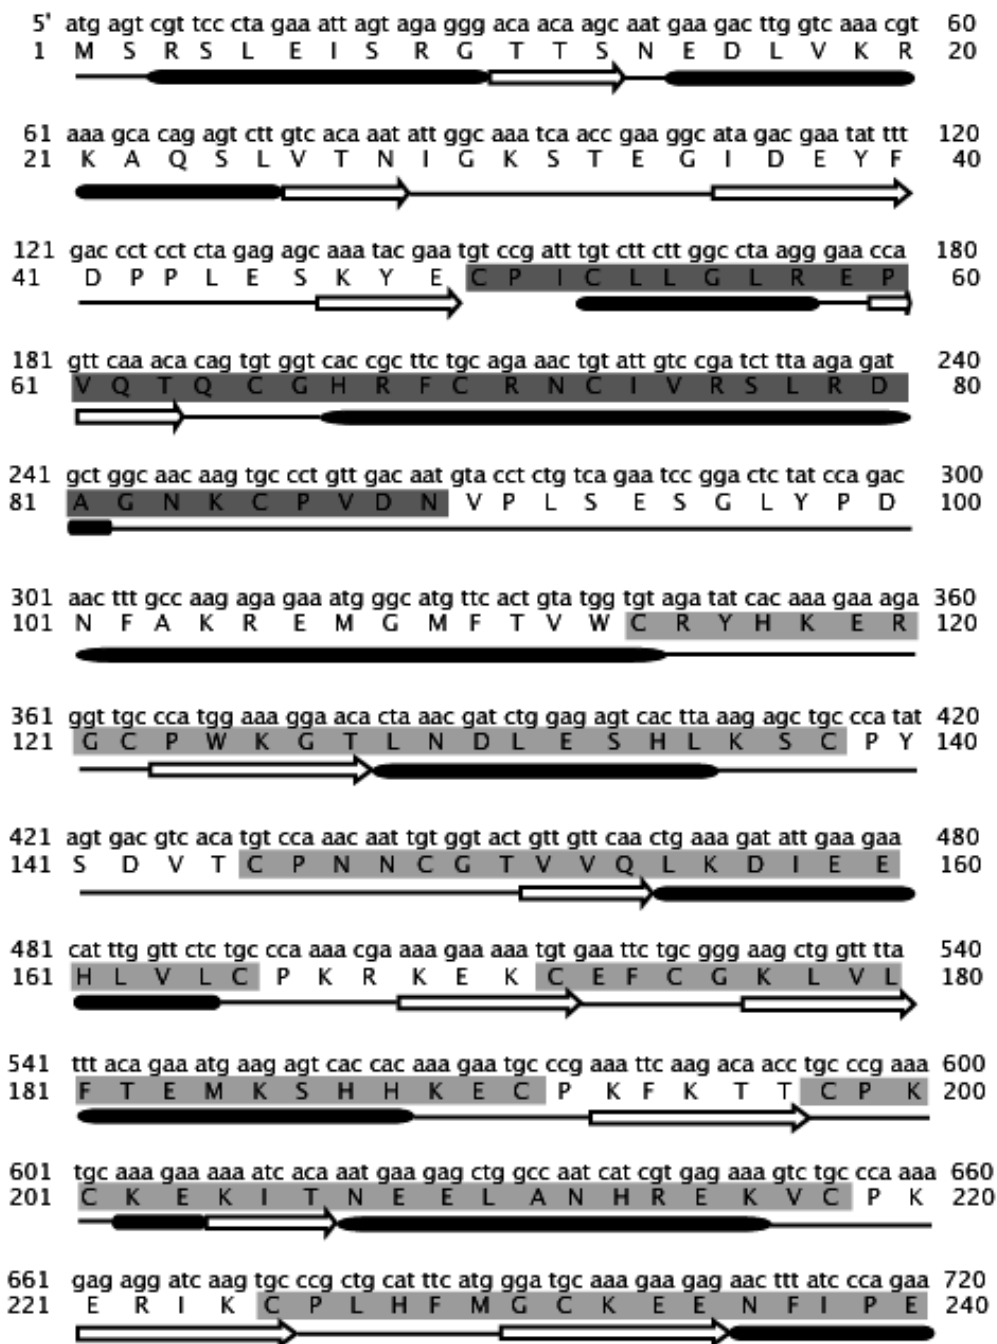 5' atg agt cgt tcc cta gaa att agt aga ggg aca aca agc aat gaa gac ttg gtc aaa cgt 60
1 M S R S L E I S R G T T S N E D L V K R 20
61 aaa gca cag agt ctt gtc aca aat att ggc aaa tca acc gaa ggc ata gac gaa tat ttt 120
21 K A Q S L V T N I G K S T E G I D E Y F 40
121 gac cct cct cta gag agc aaa tac gaa tgt ccg att tgt ctt ctt ggc cta agg gaa cca 180
41 D P P L E S K Y E C P I C L L G L R E P 60
181 gtt caa aca cag tgt ggt cac cgc ttc tgc aga aac tgt att gtc cga tct tta aga gat 240
61 V Q T Q C G H R F C R N C I V R S L R D 80
241 gct ggc aac aag tgc cct gtt gac aat gta cct ctg tca gaa tcc gga ctc tat cca gac 300
81 A G N K C P V D N V P L S E S G L Y P D 100
301 aac ttt gcc aag aga gaa atg ggc atg ttc act gta tgg tgt aga tat cac aaa gaa aga 360
101 N F A K R E M G M F T V W C R Y H K E R 120
361 ggt tgc cca tgg aaa gga aca cta aac gat ctg gag agt cac tta aag agc tgc cca tat 420
121 G C P W K G T L N D L E S H L K S C P Y 140
421 agt gac gtc aca tgt cca aac aat tgt ggt act gtt gtt caa ctg aaa gat att gaa gaa 480
141 S D V T C P N N C G T V V Q L K D I E E 160
481 cat ttg gtt ctc tgc cca aaa cga aaa gaa aaa tgt gaa ttc tgc ggg aag ctg gtt tta 540
161 H L V L C P K R K E K C E F C G K L V L 180
541 ttt aca gaa atg aag agt cac cac aaa gaa tgc ccg aaa ttc aag aca acc tgc ccg aaa 600
181 F T E M K S H H K E C P K F K T T C P K 200
601 tgc aaa gaa aaa atc aca aat gaa gag ctg gcc aat cat cgt gag aaa gtc tgc cca aaa 660
201 C K E K I T N E E L A N H R E K V C P K 220
661 gag agg atc aag tgc ccg ctg cat ttc atg gga tgc aaa gaa gag aac ttt atc cca gaa 720
221 E R I K C P L H F M G C K E E N F I P E 240